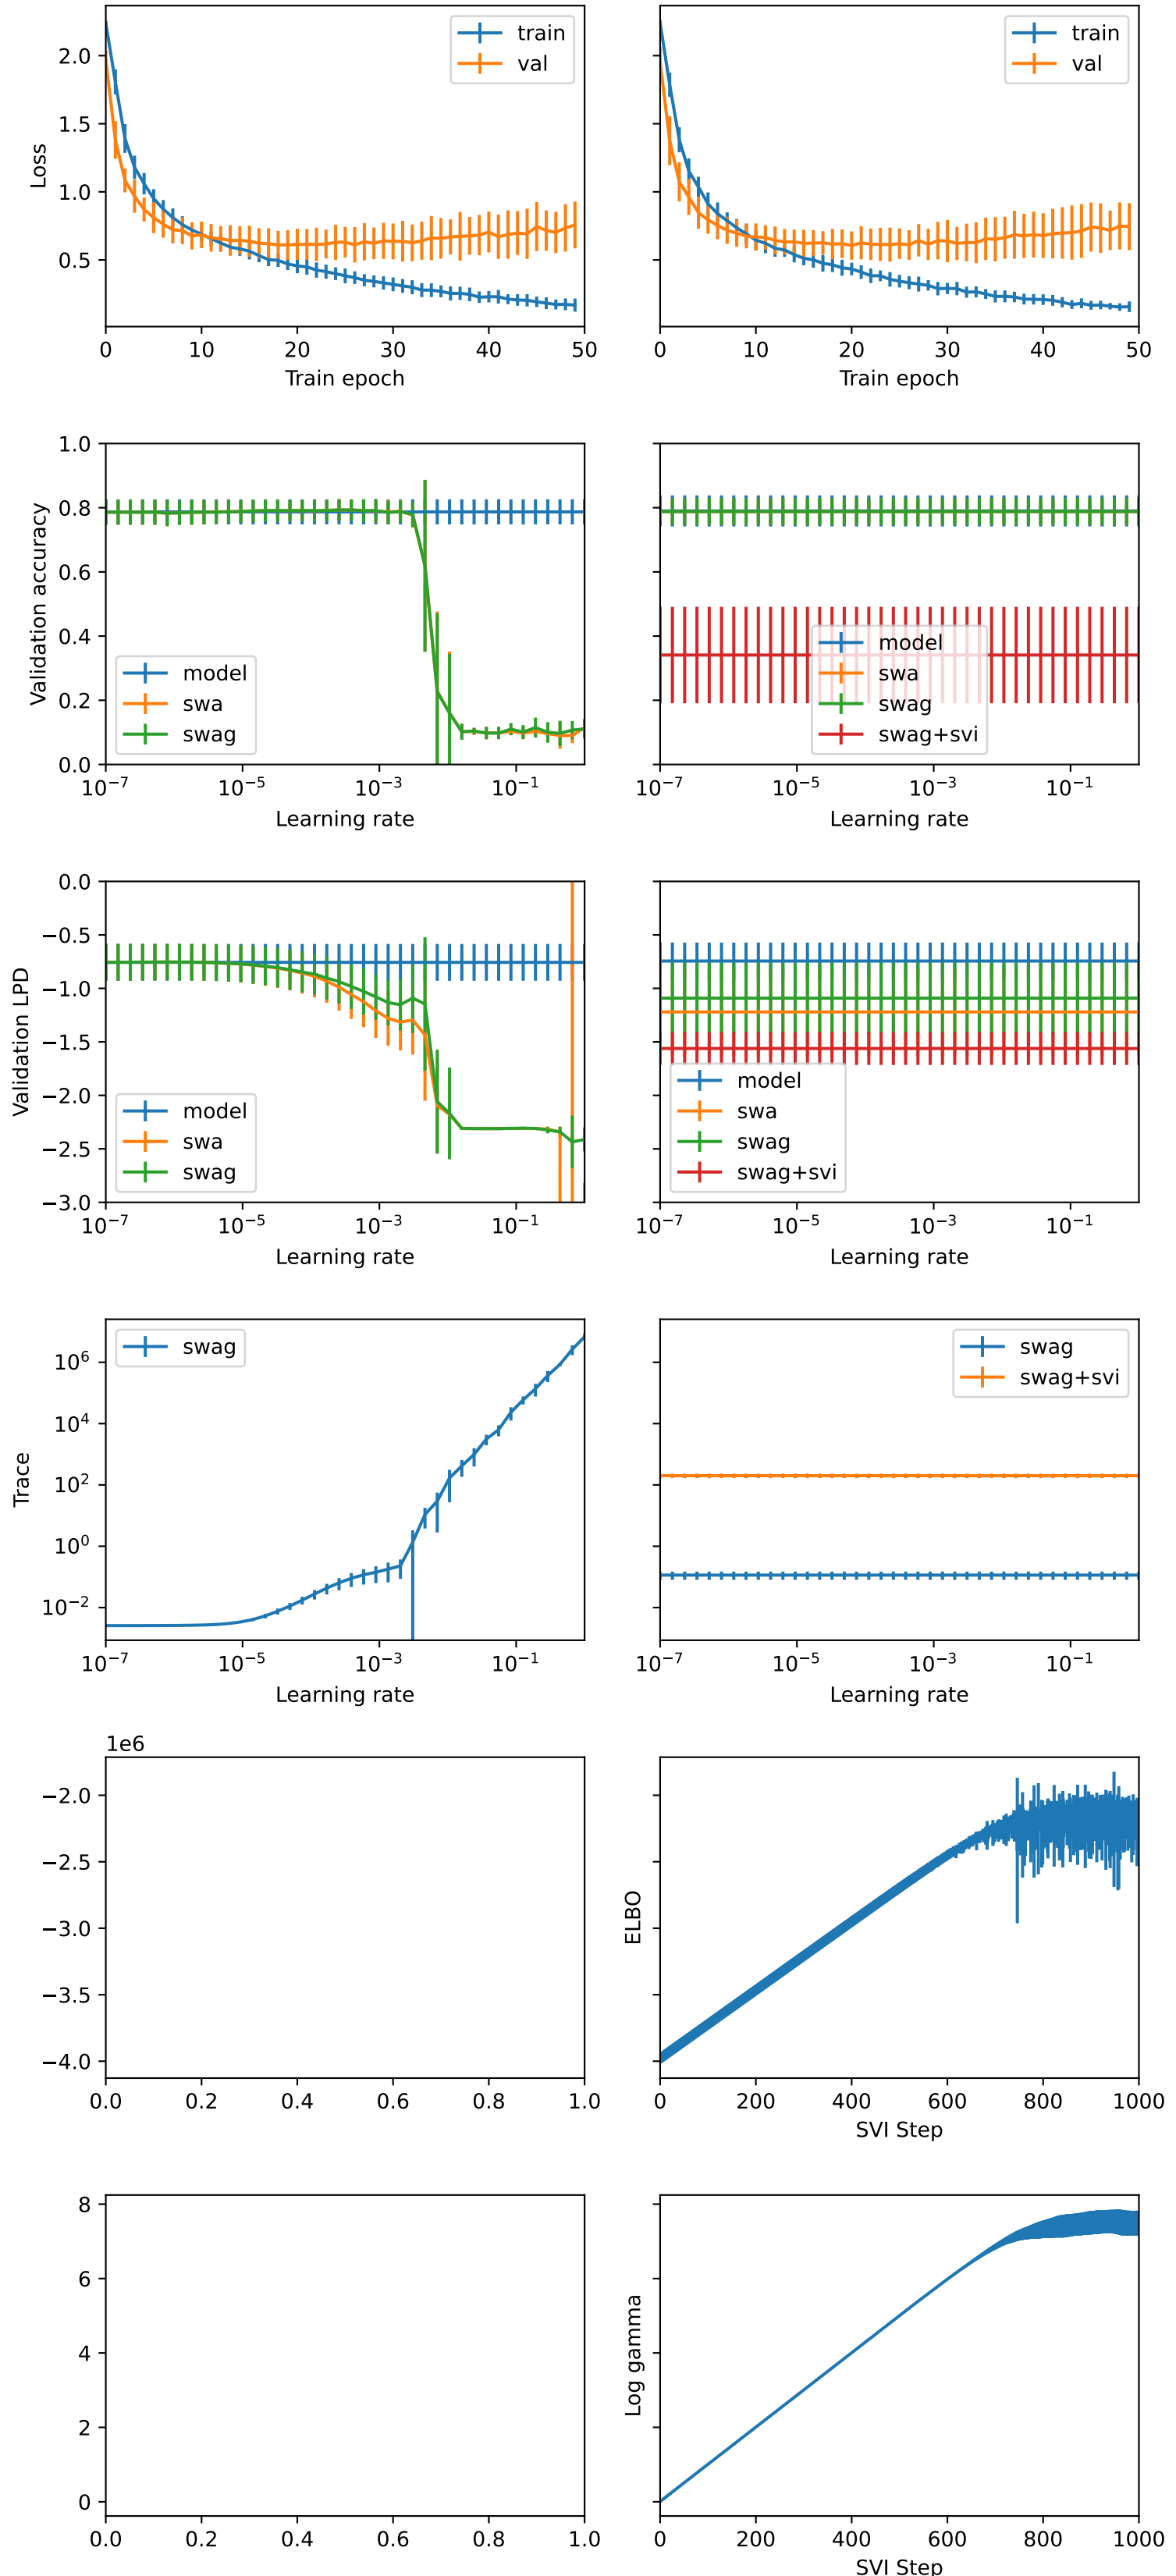 train
val
train
val
2.0
1.5
1.0
0.5
Loss
0 10 20 30 40 50
Train epoch
0 10 20 30 40 50
Train epoch
1.0
0.8
0.6
0.4
0.2
0.0
Validation accuracy
model
swa
swag
model
swa
swag
swag+svi
10⁻⁷ 10⁻⁵ 10⁻³ 10⁻¹
Learning rate
10⁻⁷ 10⁻⁵ 10⁻³ 10⁻¹
Learning rate
0.0
−0.5
−1.0
−1.5
−2.0
−2.5
−3.0
Validation LPD
model
swa
swag
model
swa
swag
swag+svi
10⁻⁷ 10⁻⁵ 10⁻³ 10⁻¹
Learning rate
10⁻⁷ 10⁻⁵ 10⁻³ 10⁻¹
Learning rate
swag
swag
swag+svi
10⁶
10⁴
10²
10⁰
10⁻²
Trace
10⁻⁷ 10⁻⁵ 10⁻³ 10⁻¹
Learning rate
10⁻⁷ 10⁻⁵ 10⁻³ 10⁻¹
Learning rate
1e6
−2.0
−2.5
−3.0
−3.5
−4.0
0.0 0.2 0.4 0.6 0.8 1.0
ELBO
0 200 400 600 800 1000
SVI Step
8
6
4
2
0
0.0 0.2 0.4 0.6 0.8 1.0
Log gamma
0 200 400 600 800 1000
SVI Step